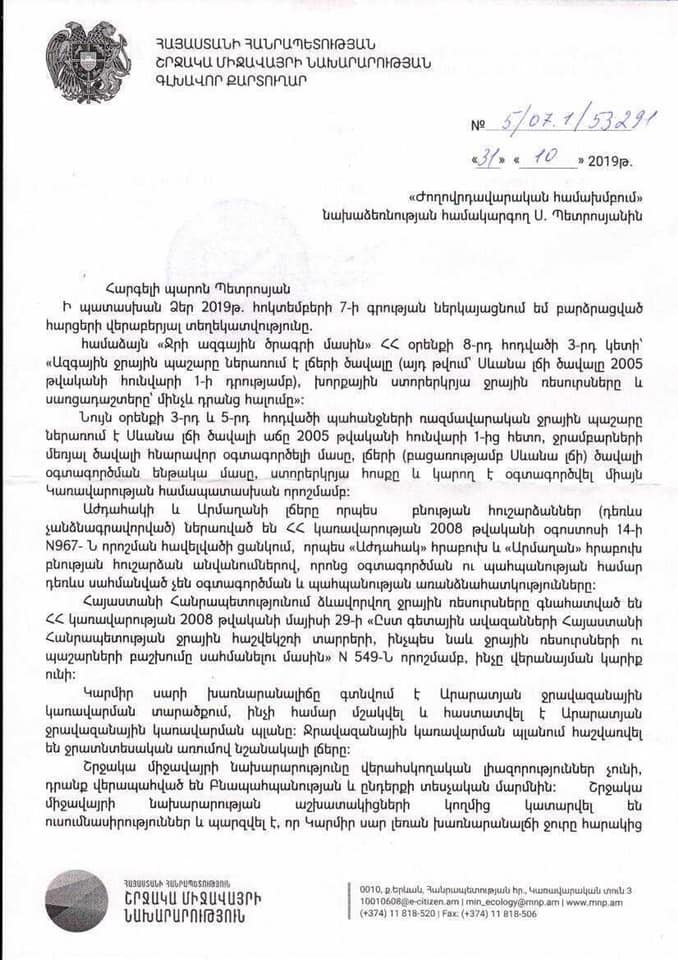 ՀԱՅԱՍՏԱՆԻ ՀԱՆՐԱՊԵՏՈՒԹՅԱՆ
ՇՐՋԱԿԱ ՄԻՋԱՎԱՅՐԻ ՆԱԽԱՐԱՐՈՒԹՅԱՆ
ԳԼԽԱՎՈՐ ՔԱՐՏՈՒՂԱՐ
№ 5/07.1/53291
«31» « 10 » 2019թ.
«Ժողովրդավարական համախմբում»
նախաձեռնության համակարգող Ս. Պետրոսյանին
Հարգելի պարոն Պետրոսյան
Ի պատասխան Ձեր 2019թ. հոկտեմբերի 7-ի գրության ներկայացնում եմ բարձրացված
հարցերի վերաբերյալ տեղեկատվությունը.
համաձայն «Ջրի ազգային ծրագրի մասին» ՀՀ օրենքի 8-րդ հոդվածի 3-րդ կետի՝
«Ազգային ջրային պաշարը ներառում է լճերի ծավալը (այդ թվում՝ Սևանա լճի ծավալը 2005
թվականի հունվարի 1-ի դրությամբ), խորքային ստորերկրյա ջրային ռեսուրսները և
սառցադաշտերը՝ մինչև դրանց հալումը»:
Նույն օրենքի 3-րդ և 5-րդ հոդվածի պահանջների ռազմավարական ջրային պաշարը
ներառում է Սևանա լճի ծավալի աճը 2005 թվականի հունվարի 1-ից հետո, ջրամբարների
մեռյալ ծավալի հնարավոր օգտագործելի մասը, լճերի (բացառությամբ Սևանա լճի) ծավալի
օգտագործման ենթակա մասը, ստորերկրյա հոսքը և կարող է օգտագործվել միայն
Կառավարության համապատասխան որոշմամբ:
Աժդահակի և Արմաղանի լճերը որպես բնության հուշարձաններ (դեռևս
չանձնագրավորված) ներառված են ՀՀ կառավարության 2008 թվականի օգոստոսի 14-ի
N967- Ն որոշման հավելվածի ցանկում, որպես «Աժդահակ» հրաբուխ և «Արմաղան» հրաբուխ
բնության հուշարձան անվանումներով, որոնց օգտագործման ու պահպանության համար
դեռևս սահմանված չեն օգտագործման և պահպանության առանձնահատկությունները:
Հայաստանի Հանրապետությունում ձևավորվող ջրային ռեսուրսները գնահատված են
ՀՀ կառավարության 2008 թվականի մայիսի 29-ի «Ըստ գետային ավազանների Հայաստանի
Հանրապետության ջրային հաշվեկշռի տարրերի, ինչպես նաև ջրային ռեսուրսների ու
պաշարների բաշխումը սահմանելու մասին» N 549-Ն որոշմամբ, ինչը վերանայման կարիք
ունի:
Կարմիր սարի խառնարանալիճը գտնվում է Արարատյան ջրավազանային
կառավարման տարածքում, ինչի համար մշակվել և հաստատվել է Արարատյան
ջրավազանային կառավարման պլանը: Ջրավազանային կառավարման պլանում հաշվառվել
են ջրատնտեսական առումով նշանակալի լճերը:
Շրջակա միջավայրի նախարարությունը վերահսկողական լիազորություններ չունի,
դրանք վերապահված են Բնապահպանության և ընդերքի տեսչական մարմնին: Շրջակա
միջավայրի նախարարության աշխատակիցների կողմից կատարվել են
ուսումնասիրություններ և պարզվել է, որ Կարմիր սար լեռան խառնարանալճի ջուրը հարակից
ՀԱՅԱՍՏԱՆԻ ՀԱՆՐԱՊԵՏՈՒԹՅՈՒՆ
ՇՐՋԱԿԱ ՄԻՋԱՎԱՅՐԻ
ՆԱԽԱՐԱՐՈՒԹՅՈՒՆ
0010, ք.Երևան, Հանրապետության հր., Կառավարական տուն 3
10010608@e-citizen.am | min_ecology@mnp.am | www.mnp.am
(+374) 11 818-520 | Fax: (+374) 11 818-506